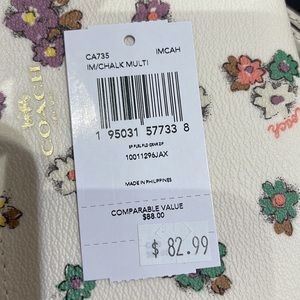 CA735 IMCAH
IM/CHALK MULTI
1 95031 57733 8
10011296JAX
MADE IN PHILIPPINES
COMPARABLE VALUE
$88.00
$ 82.99
COACH
Coach